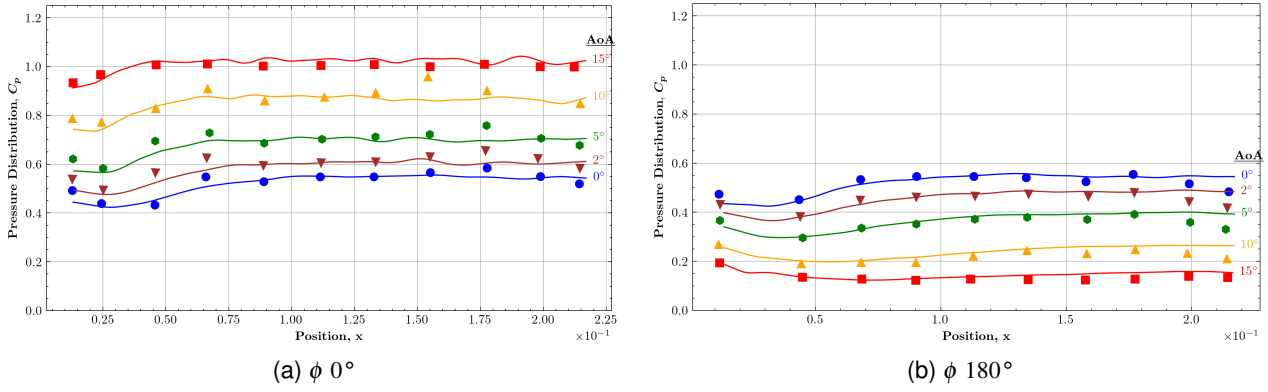 1.2
1.0
0.8
0.6
0.4
0.2
0.0
Pressure Distribution, C_p
AoA
15°
10°
5°
2°
0°
0.25 0.50 0.75 1.00 1.25 1.50 1.75 2.00 2.25
×10⁻¹
Position, x
(a) ϕ 0°
1.2
1.0
0.8
0.6
0.4
0.2
0.0
Pressure Distribution, C_p
AoA
0°
2°
5°
10°
15°
0.5 1.0 1.5 2.0
×10⁻¹
Position, x
(b) ϕ 180°